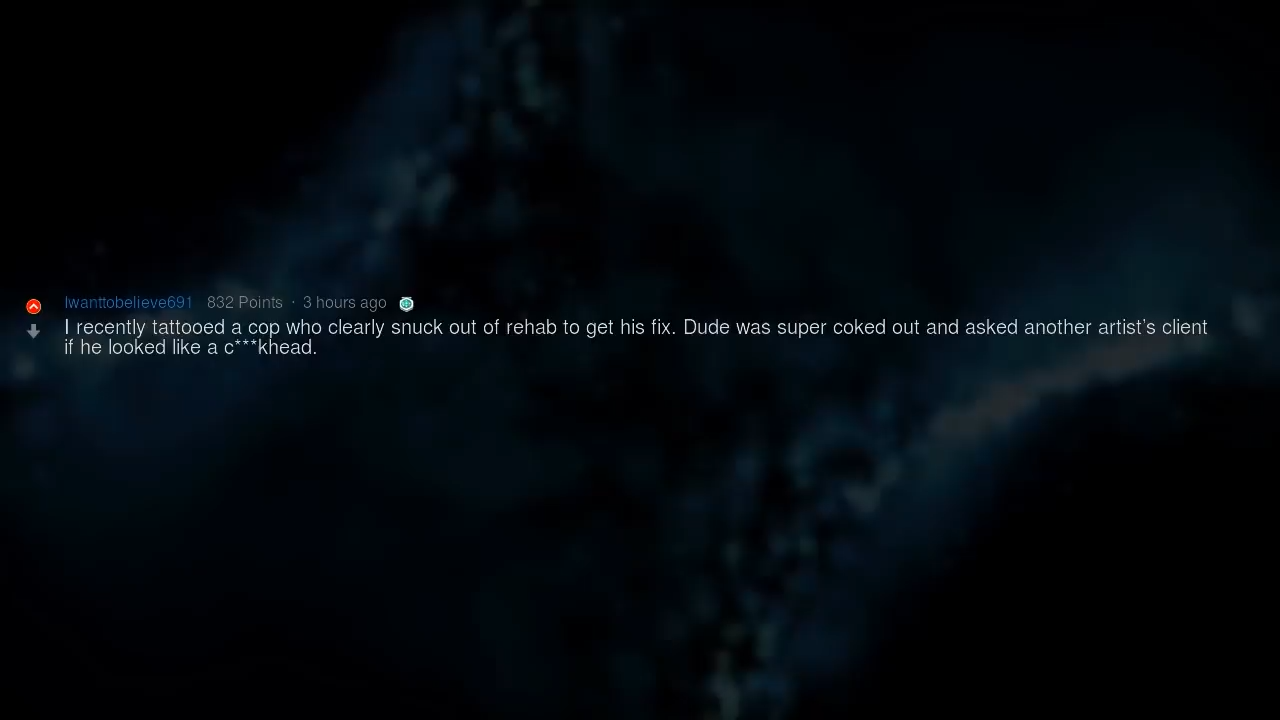 Iwanttobelieve691 832 Points · 3 hours ago
I recently tattooed a cop who clearly snuck out of rehab to get his fix. Dude was super coked out and asked another artist's client
if he looked like a c***khead.